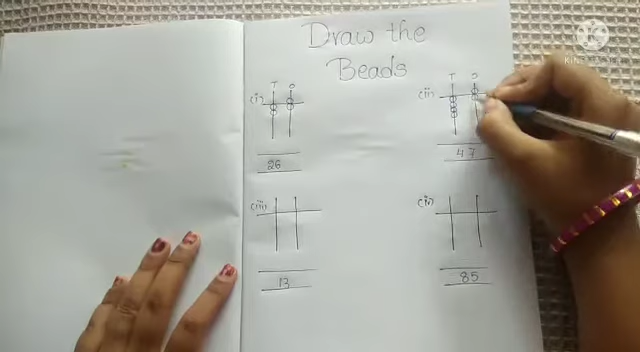 Draw the
Beads
(i) T O
26
(ii) T O
47
(iii)
13
(iv)
85